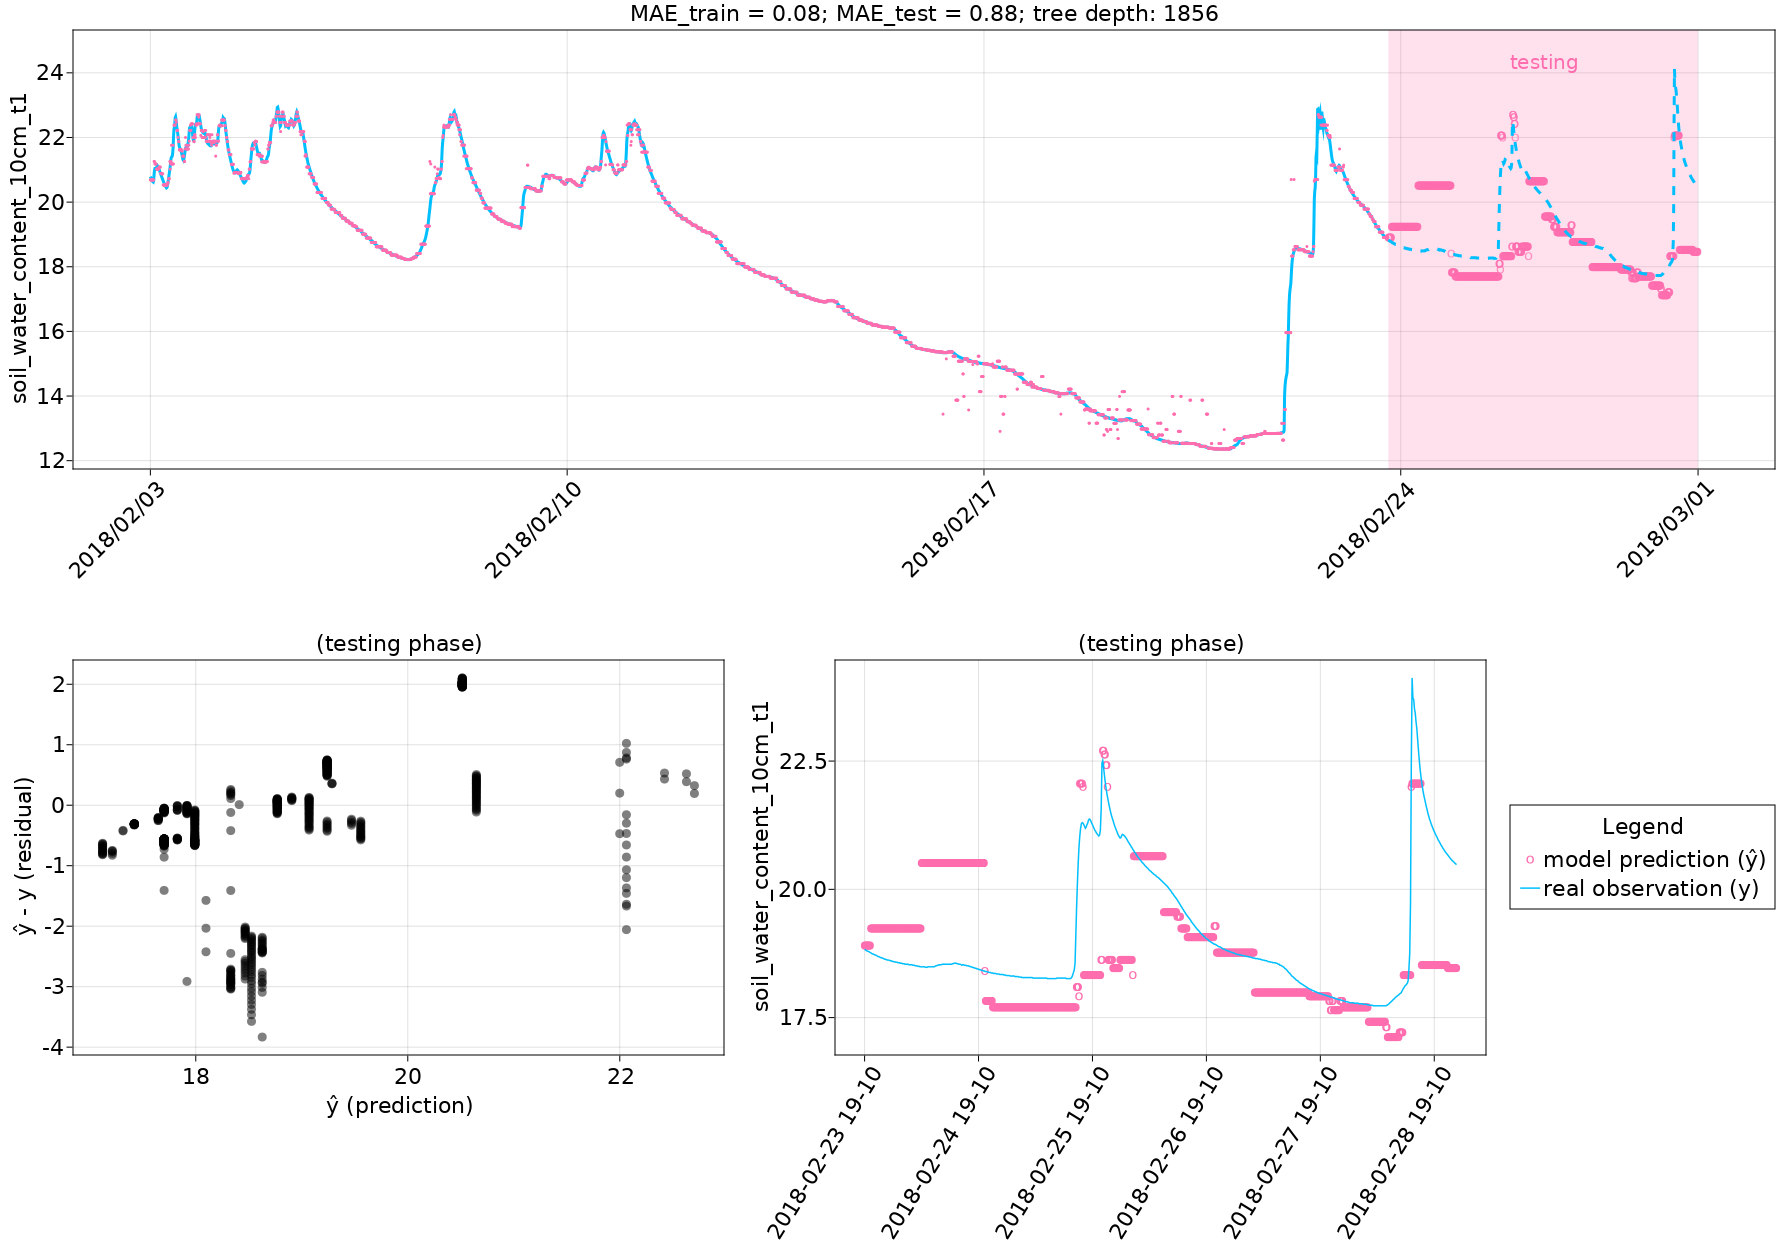 MAE_train = 0.08; MAE_test = 0.88; tree depth: 1856
soil_water_content_10cm_t1
24
22
20
18
16
14
12
testing
2018/02/03
2018/02/10
2018/02/17
2018/02/24
2018/03/01
(testing phase)
ŷ - y (residual)
2
1
0
-1
-2
-3
-4
18
20
22
ŷ (prediction)
(testing phase)
soil_water_content_10cm_t1
22.5
20.0
17.5
2018-02-23 19-10
2018-02-24 19-10
2018-02-25 19-10
2018-02-26 19-10
2018-02-27 19-10
2018-02-28 19-10
Legend
model prediction (ŷ)
real observation (y)